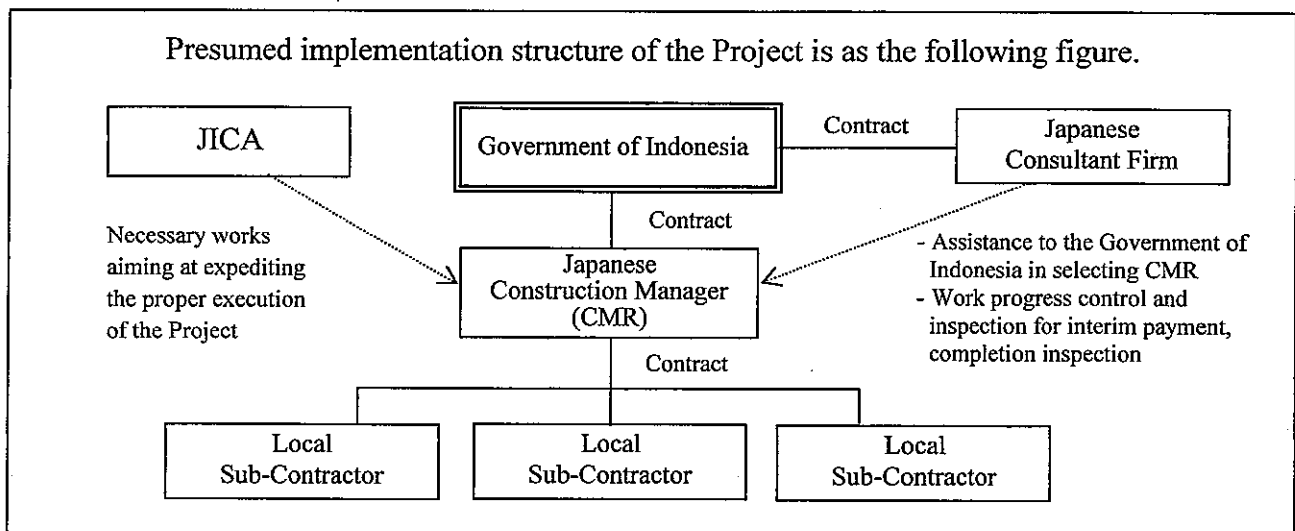 Presumed implementation structure of the Project is as the following figure.
JICA
Government of Indonesia
Contract
Japanese
Consultant Firm
Contract
Necessary works
aiming at expediting
the proper execution
of the Project
Japanese
Construction Manager
(CMR)
- Assistance to the Government of
Indonesia in selecting CMR
- Work progress control and
inspection for interim payment,
completion inspection
Contract
Local
Sub-Contractor
Local
Sub-Contractor
Local
Sub-Contractor